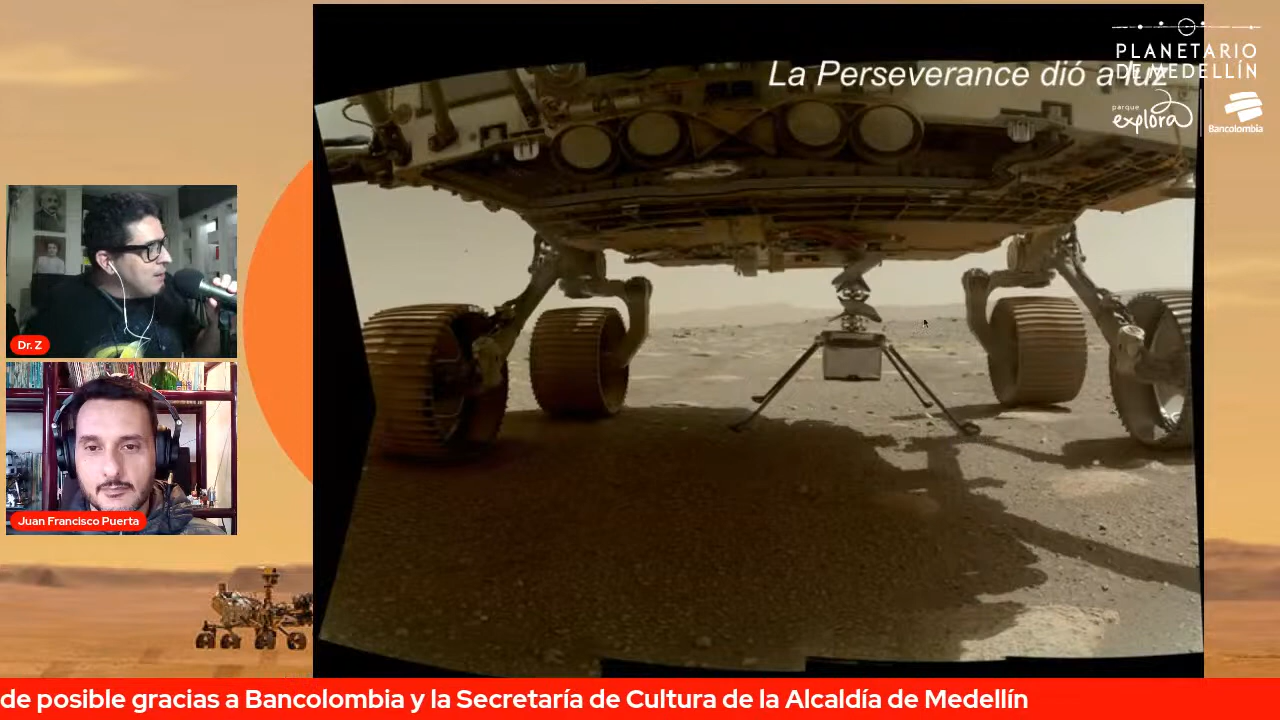 La Perseverance dió a luz
PLANETARIO
DE MEDELLÍN
parque
explora
Bancolombia
Dr. Z
Juan Francisco Puerta
de posible gracias a Bancolombia y la Secretaría de Cultura de la Alcaldía de Medellín